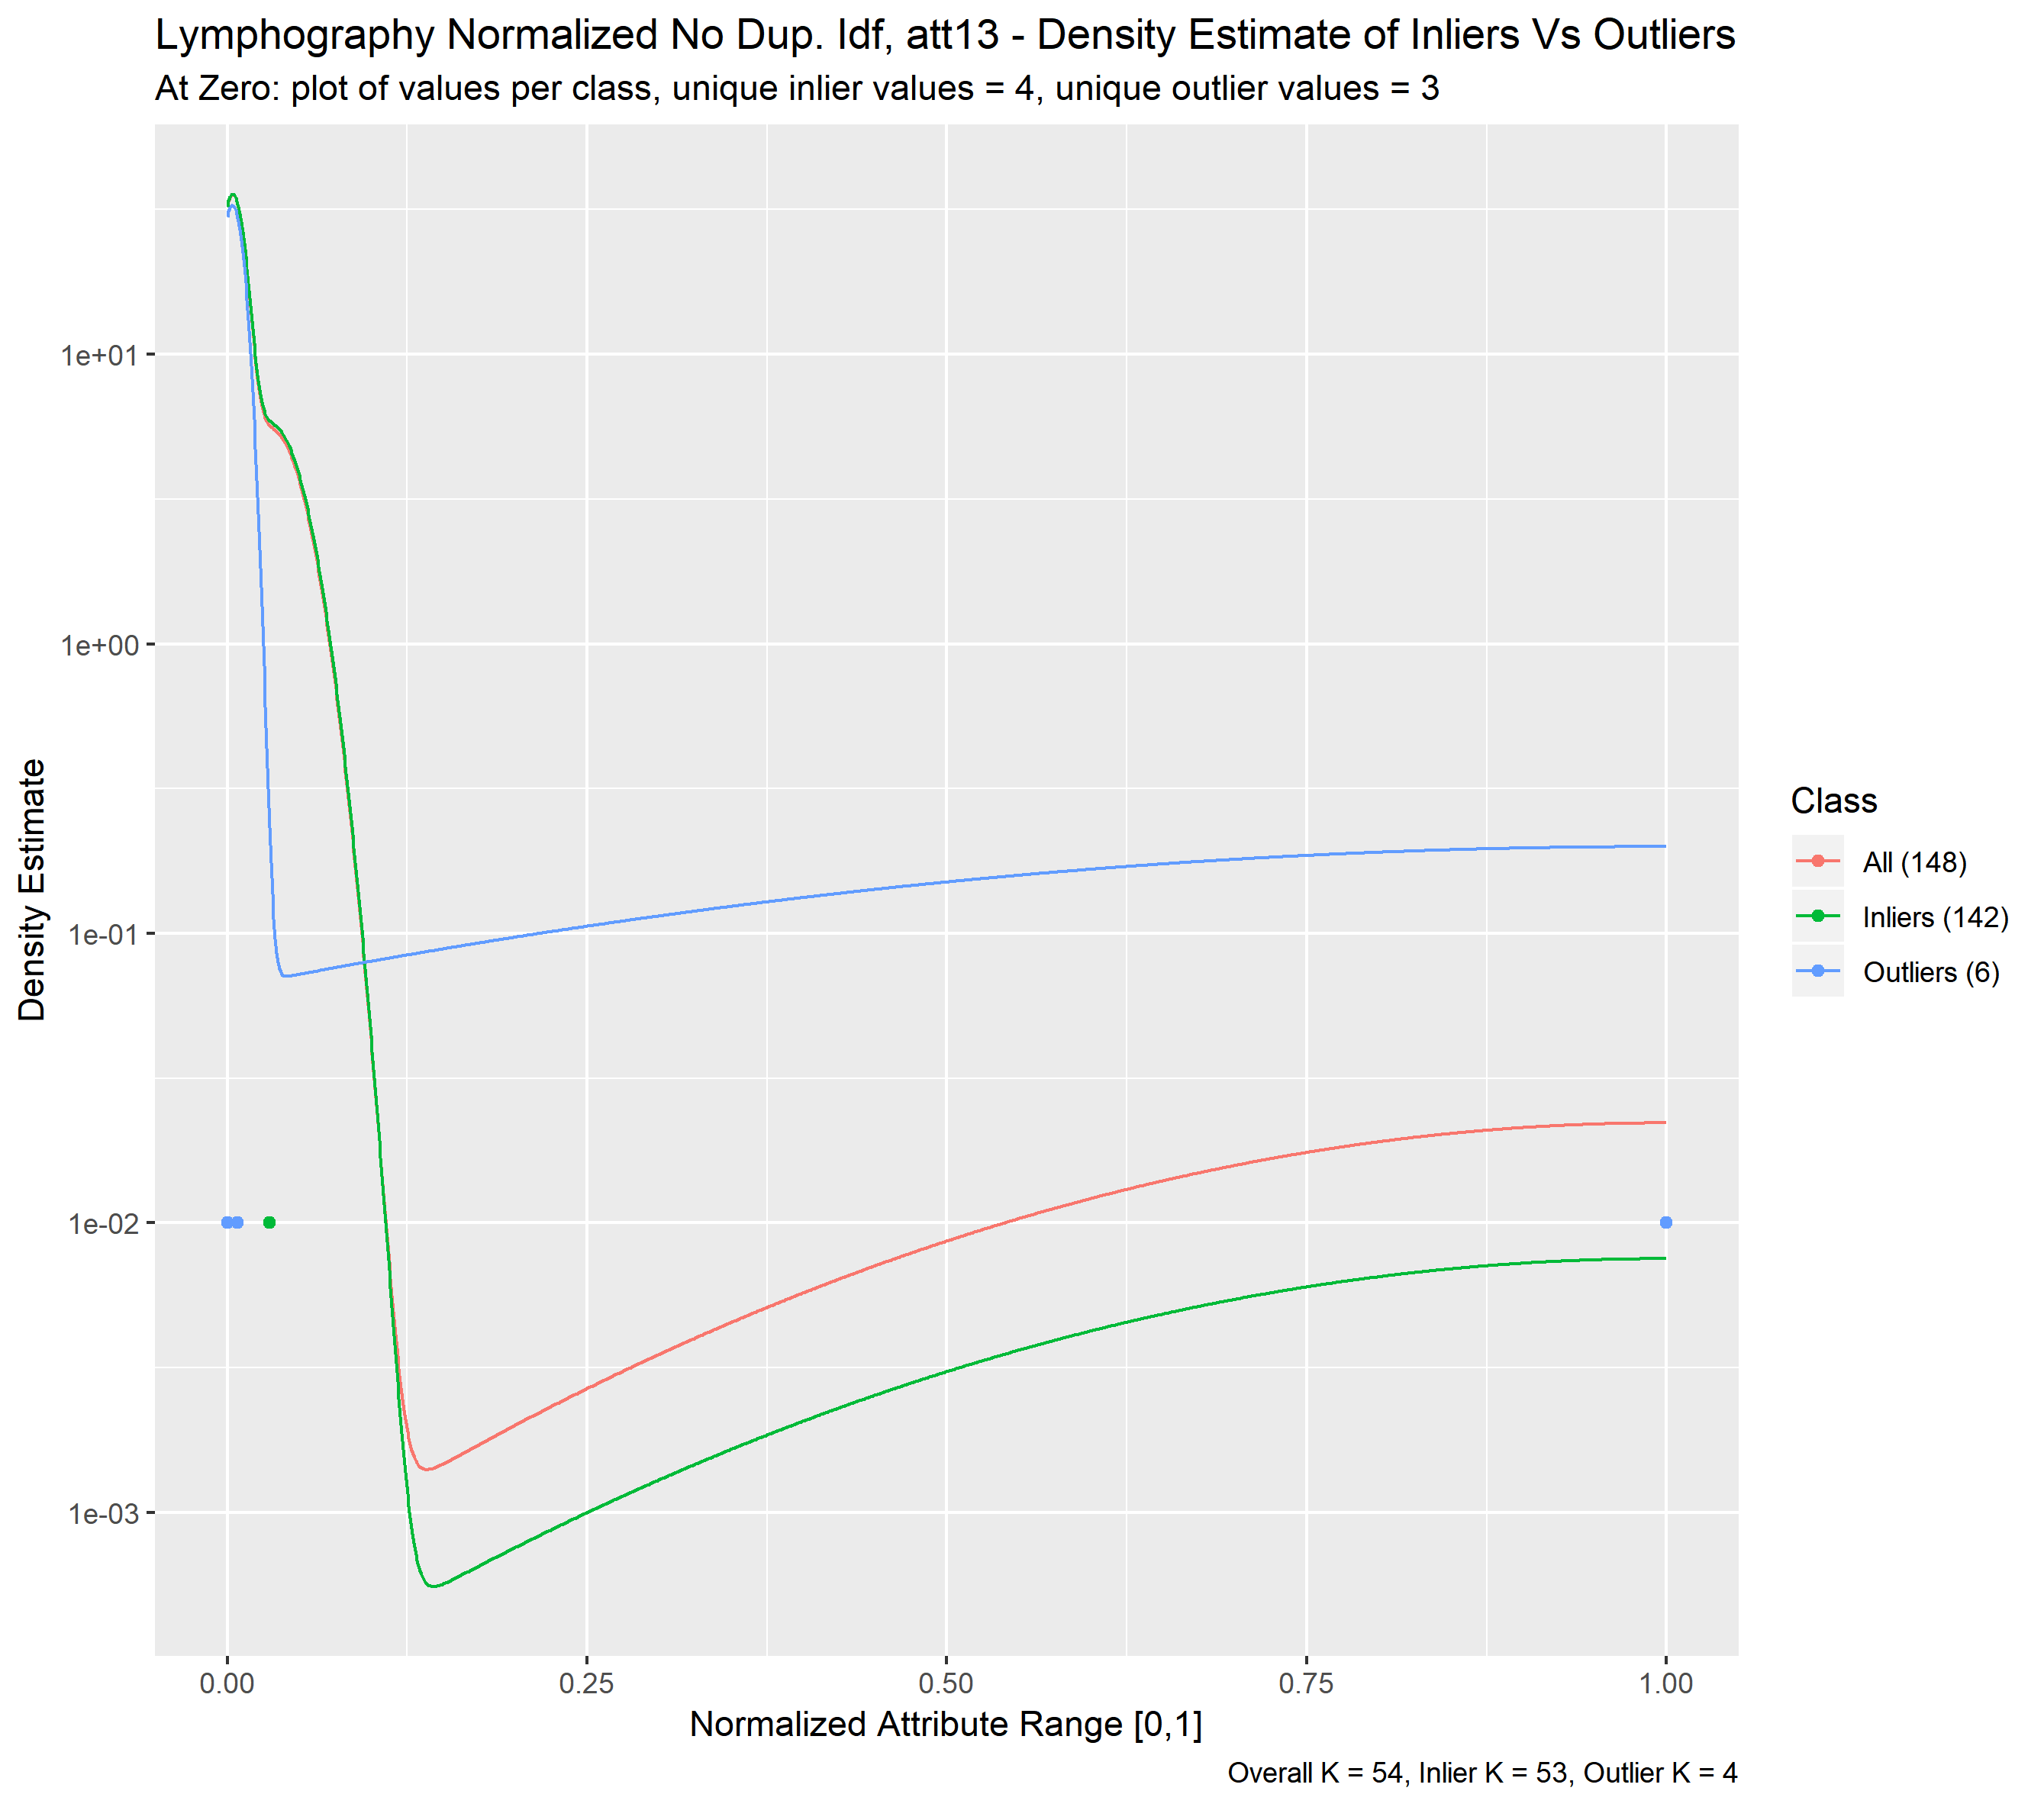 Lymphography Normalized No Dup. Idf, att13 - Density Estimate of Inliers Vs Outliers
At Zero: plot of values per class, unique inlier values = 4, unique outlier values = 3
Density Estimate
1e+01
1e+00
1e-01
1e-02
1e-03
0.00 0.25 0.50 0.75 1.00
Normalized Attribute Range [0,1]
Class
All (148)
Inliers (142)
Outliers (6)
Overall K = 54, Inlier K = 53, Outlier K = 4